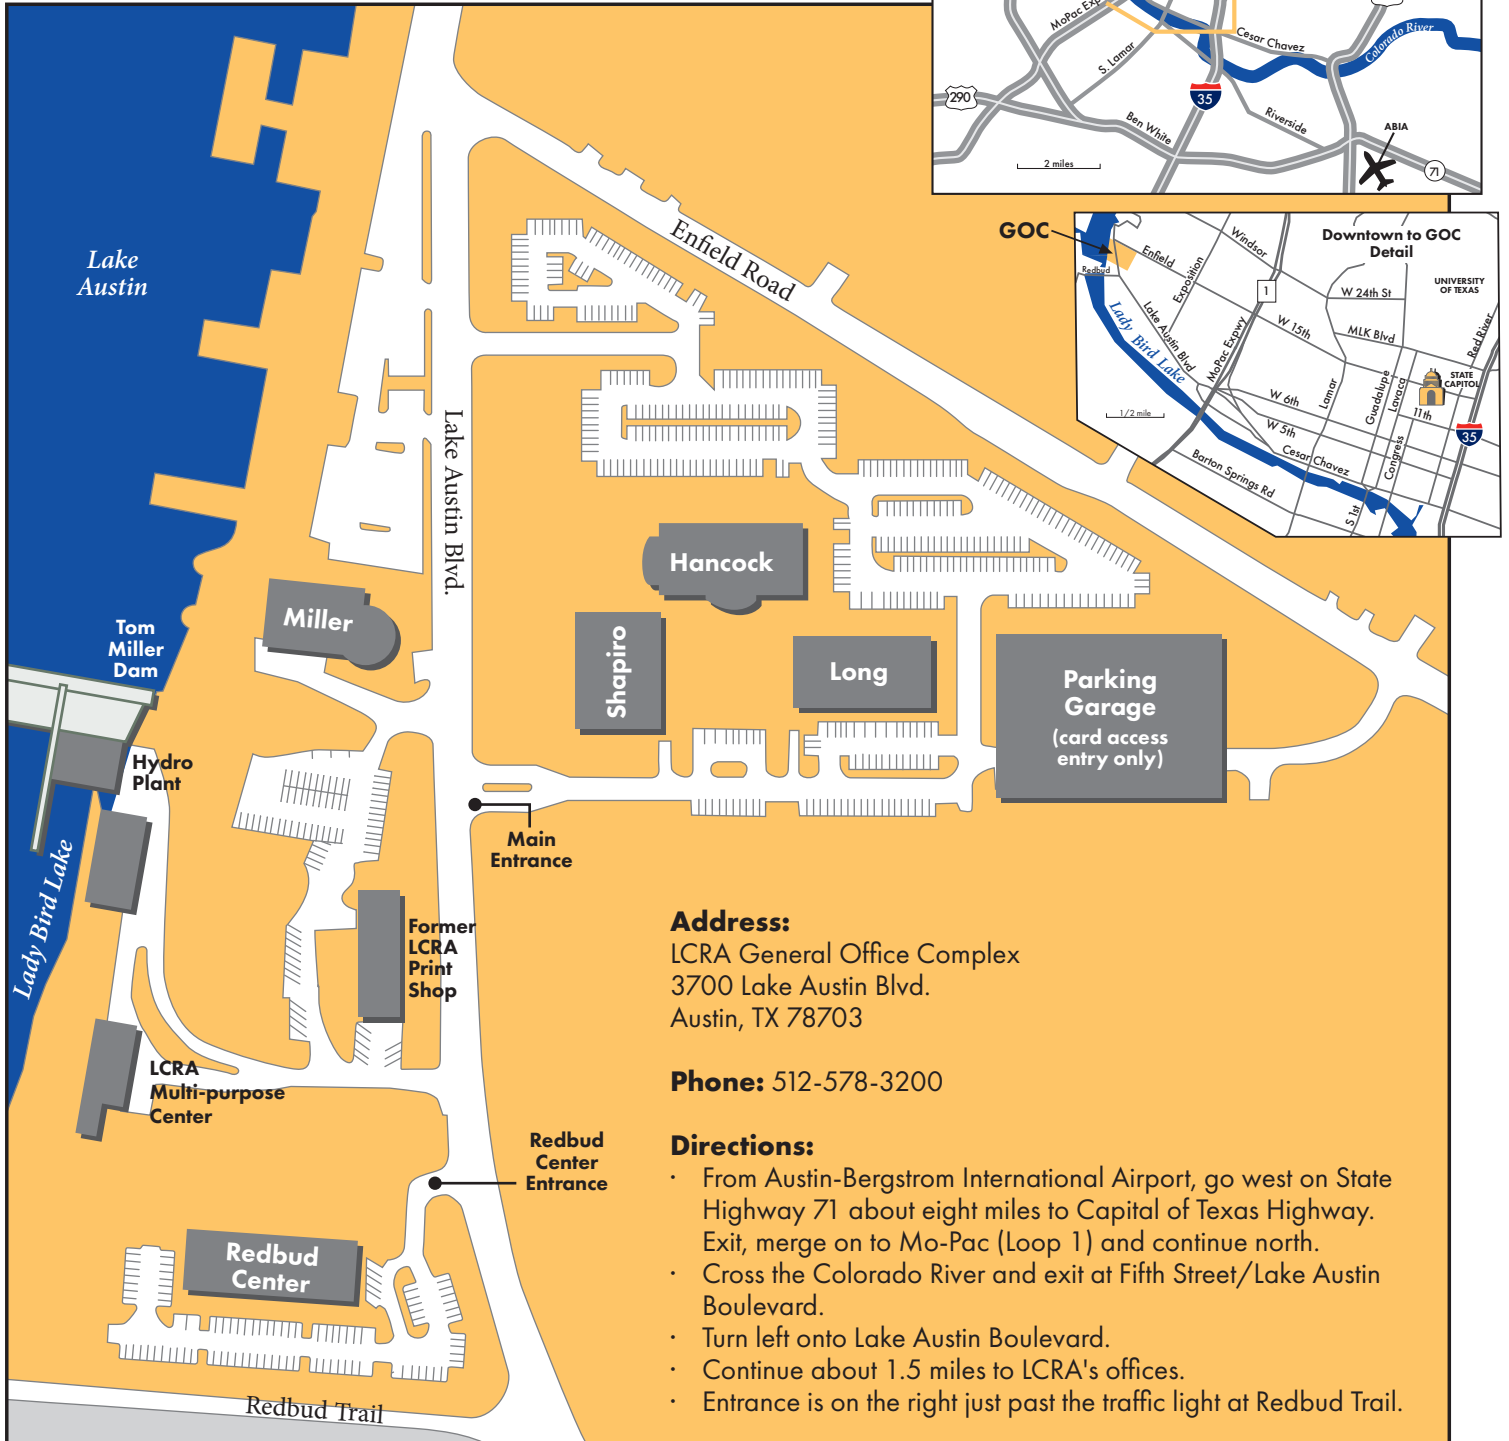 MoPac Exp
S. Lamar
Cesar Chavez
Colorado River
290
35
Ben White
Riverside
ABIA
2 miles
71
GOC
Downtown to GOC
Detail
Redbud
Enfield
Windsor
Exposition
1
W 24th St
UNIVERSITY
OF TEXAS
Lady Bird Lake
Lake Austin Blvd
MoPac Expwy
W 15th
MLK Blvd
Red River
STATE
CAPITOL
Lamar
Guadalupe
Lavaca
11th
W 6th
W 5th
35
1/2 mile
Cesar Chavez
Congress
Barton Springs Rd
S 1st
Lake
Austin
Enfield Road
Lake Austin Blvd.
Hancock
Miller
Shapiro
Long
Parking
Garage
(card access
entry only)
Tom
Miller
Dam
Hydro
Plant
Main
Entrance
Lady Bird Lake
Former
LCRA
Print
Shop
LCRA
Multi-purpose
Center
Redbud
Center
Entrance
Redbud
Center
Redbud Trail
Address:
LCRA General Office Complex
3700 Lake Austin Blvd.
Austin, TX 78703
Phone: 512-578-3200
Directions:
· From Austin-Bergstrom International Airport, go west on State
Highway 71 about eight miles to Capital of Texas Highway.
Exit, merge on to Mo-Pac (Loop 1) and continue north.
· Cross the Colorado River and exit at Fifth Street/Lake Austin
Boulevard.
· Turn left onto Lake Austin Boulevard.
· Continue about 1.5 miles to LCRA's offices.
· Entrance is on the right just past the traffic light at Redbud Trail.